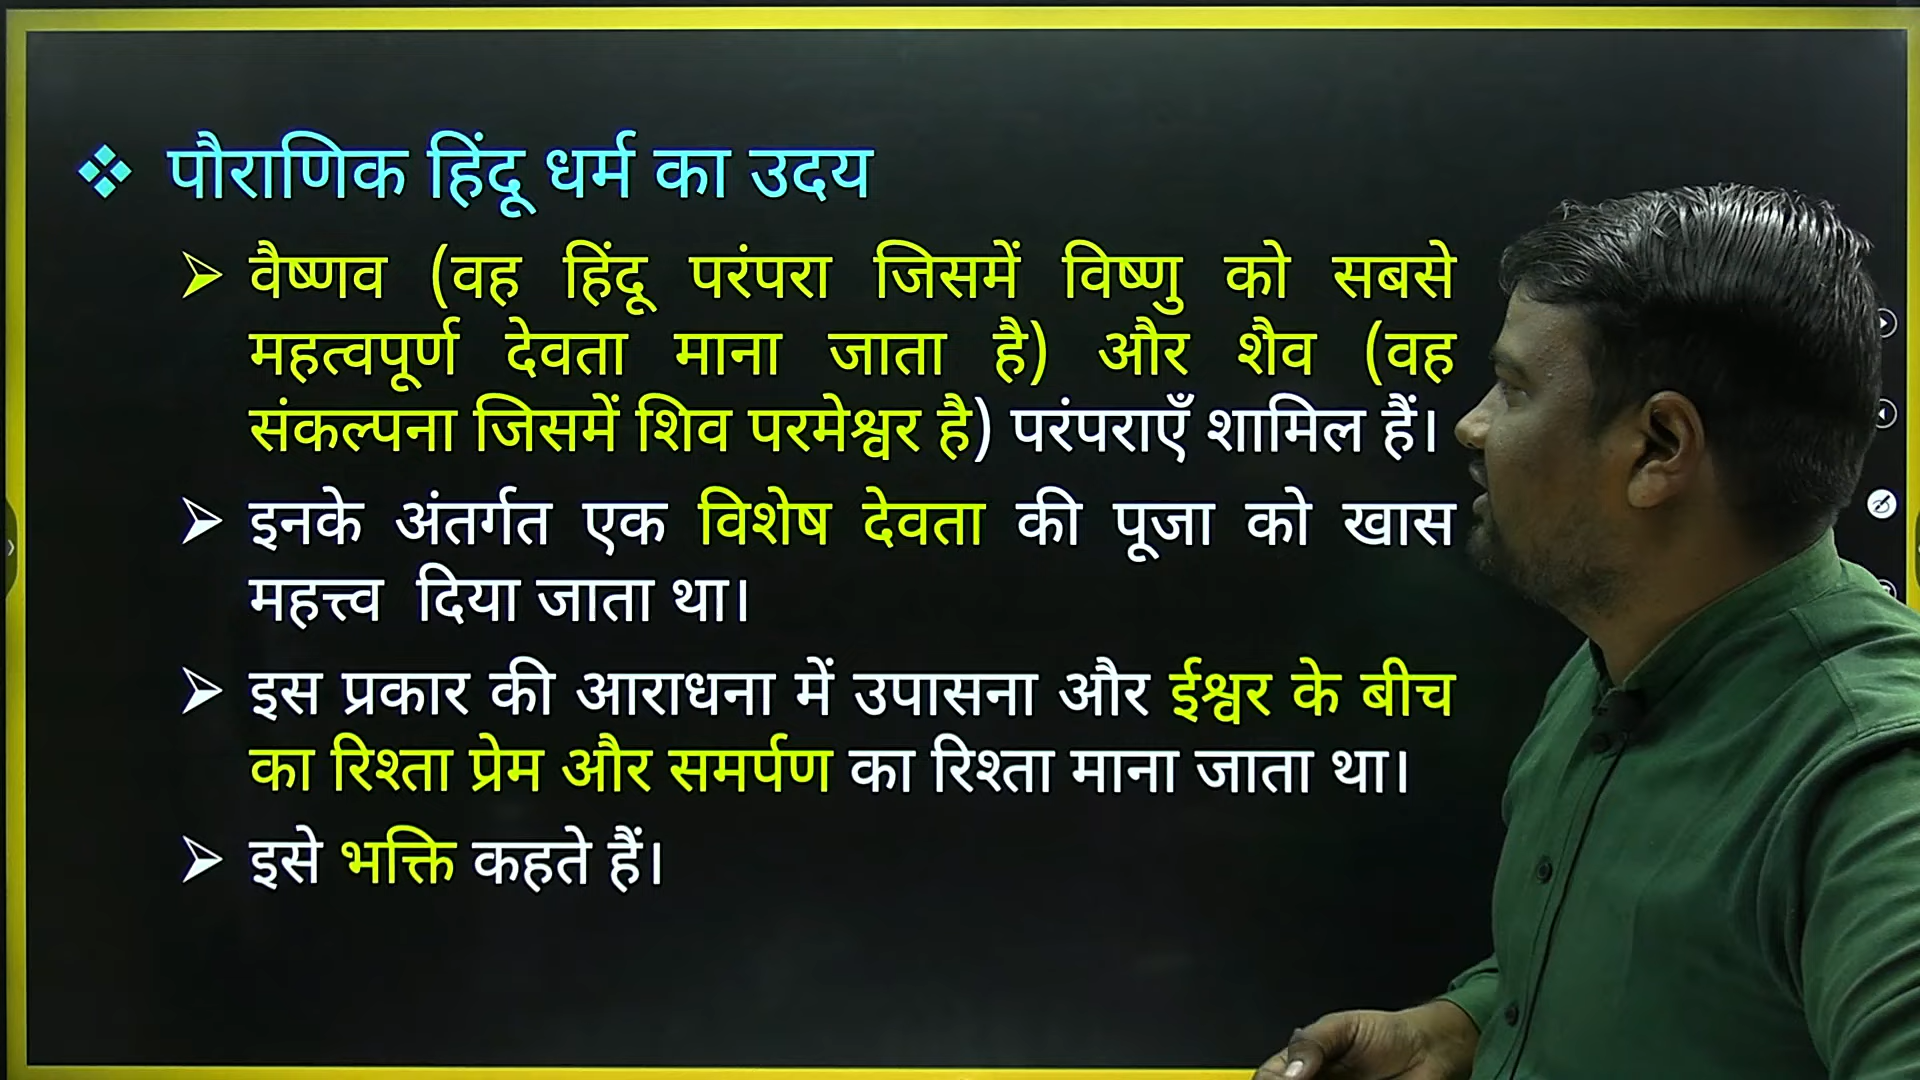 पौराणिक हिंदू धर्म का उदय
वैष्णव (वह हिंदू परंपरा जिसमें विष्णु को सबसे
महत्वपूर्ण देवता माना जाता है) और शैव (वह
संकल्पना जिसमें शिव परमेश्वर है) परंपराएँ शामिल हैं।
इनके अंतर्गत एक विशेष देवता की पूजा को खास
महत्त्व दिया जाता था।
इस प्रकार की आराधना में उपासना और ईश्वर के बीच
का रिश्ता प्रेम और समर्पण का रिश्ता माना जाता था।
इसे भक्ति कहते हैं।